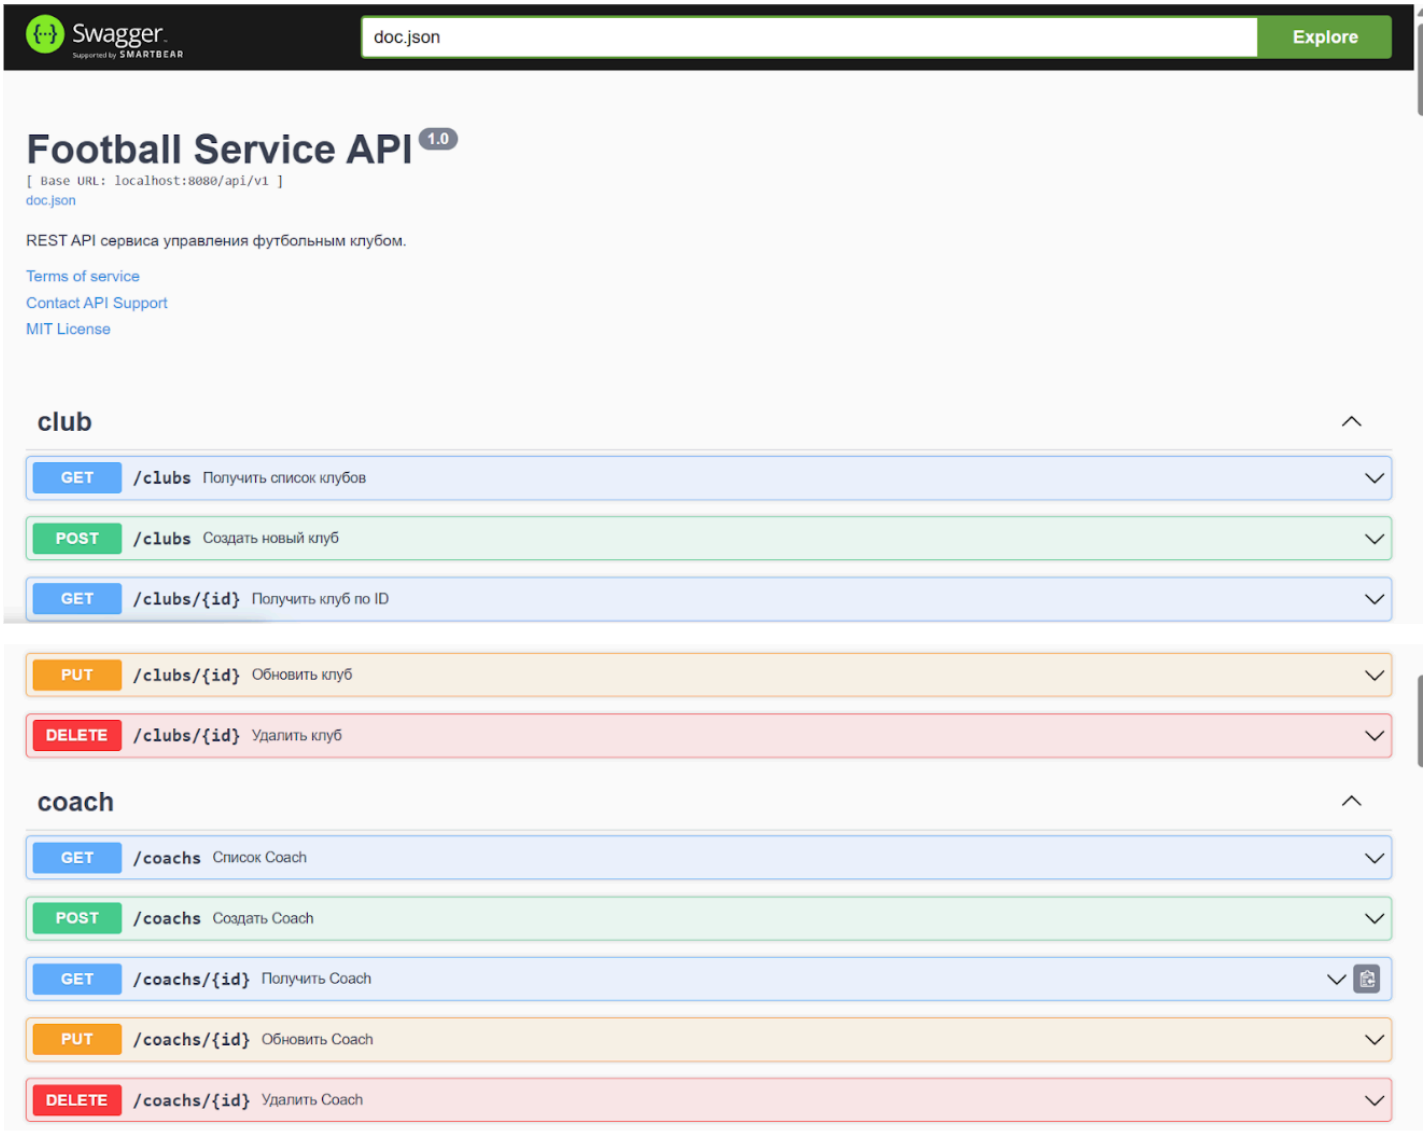 Swagger.
Supported by SMARTBEAR
doc.json
Explore
Football Service API 1.0
[ Base URL: localhost:8080/api/v1 ]
doc.json
REST API сервиса управления футбольным клубом.
Terms of service
Contact API Support
MIT License
club
GET /clubs Получить список клубов
POST /clubs Создать новый клуб
GET /clubs/{id} Получить клуб по ID
PUT /clubs/{id} Обновить клуб
DELETE /clubs/{id} Удалить клуб
coach
GET /coachs Список Coach
POST /coachs Создать Coach
GET /coachs/{id} Получить Coach
PUT /coachs/{id} Обновить Coach
DELETE /coachs/{id} Удалить Coach